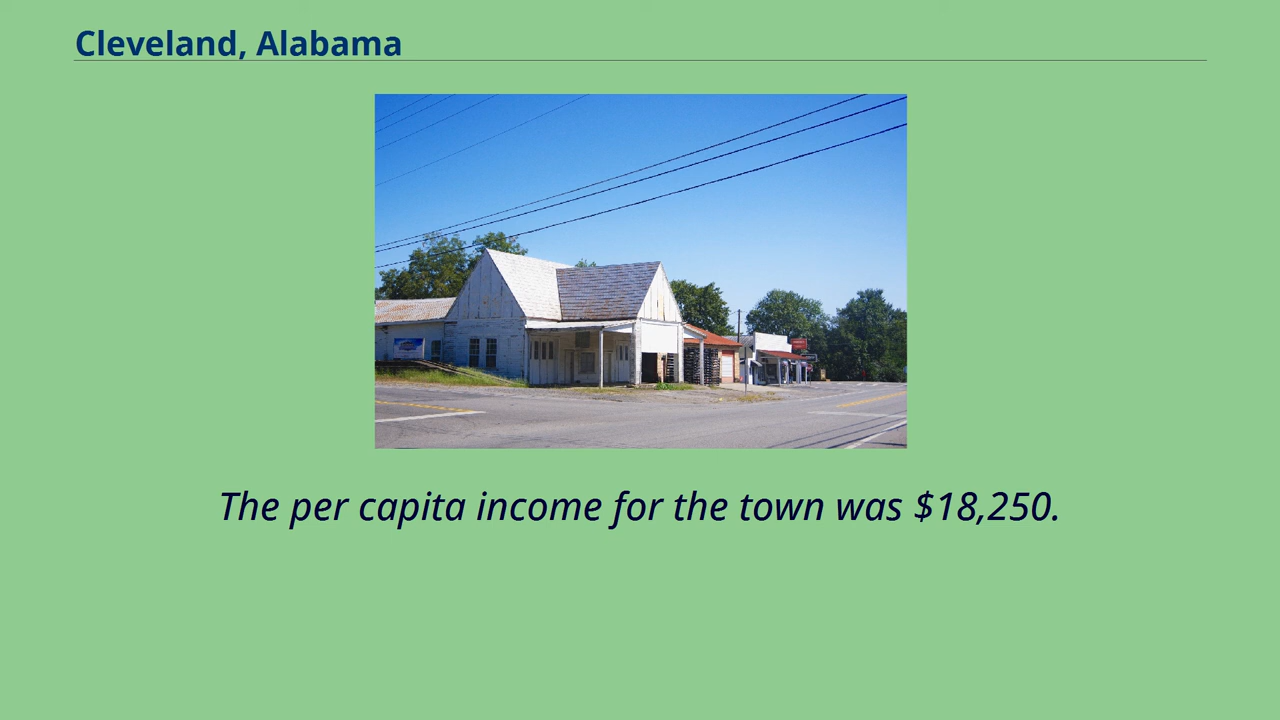 Cleveland, Alabama
The per capita income for the town was $18,250.